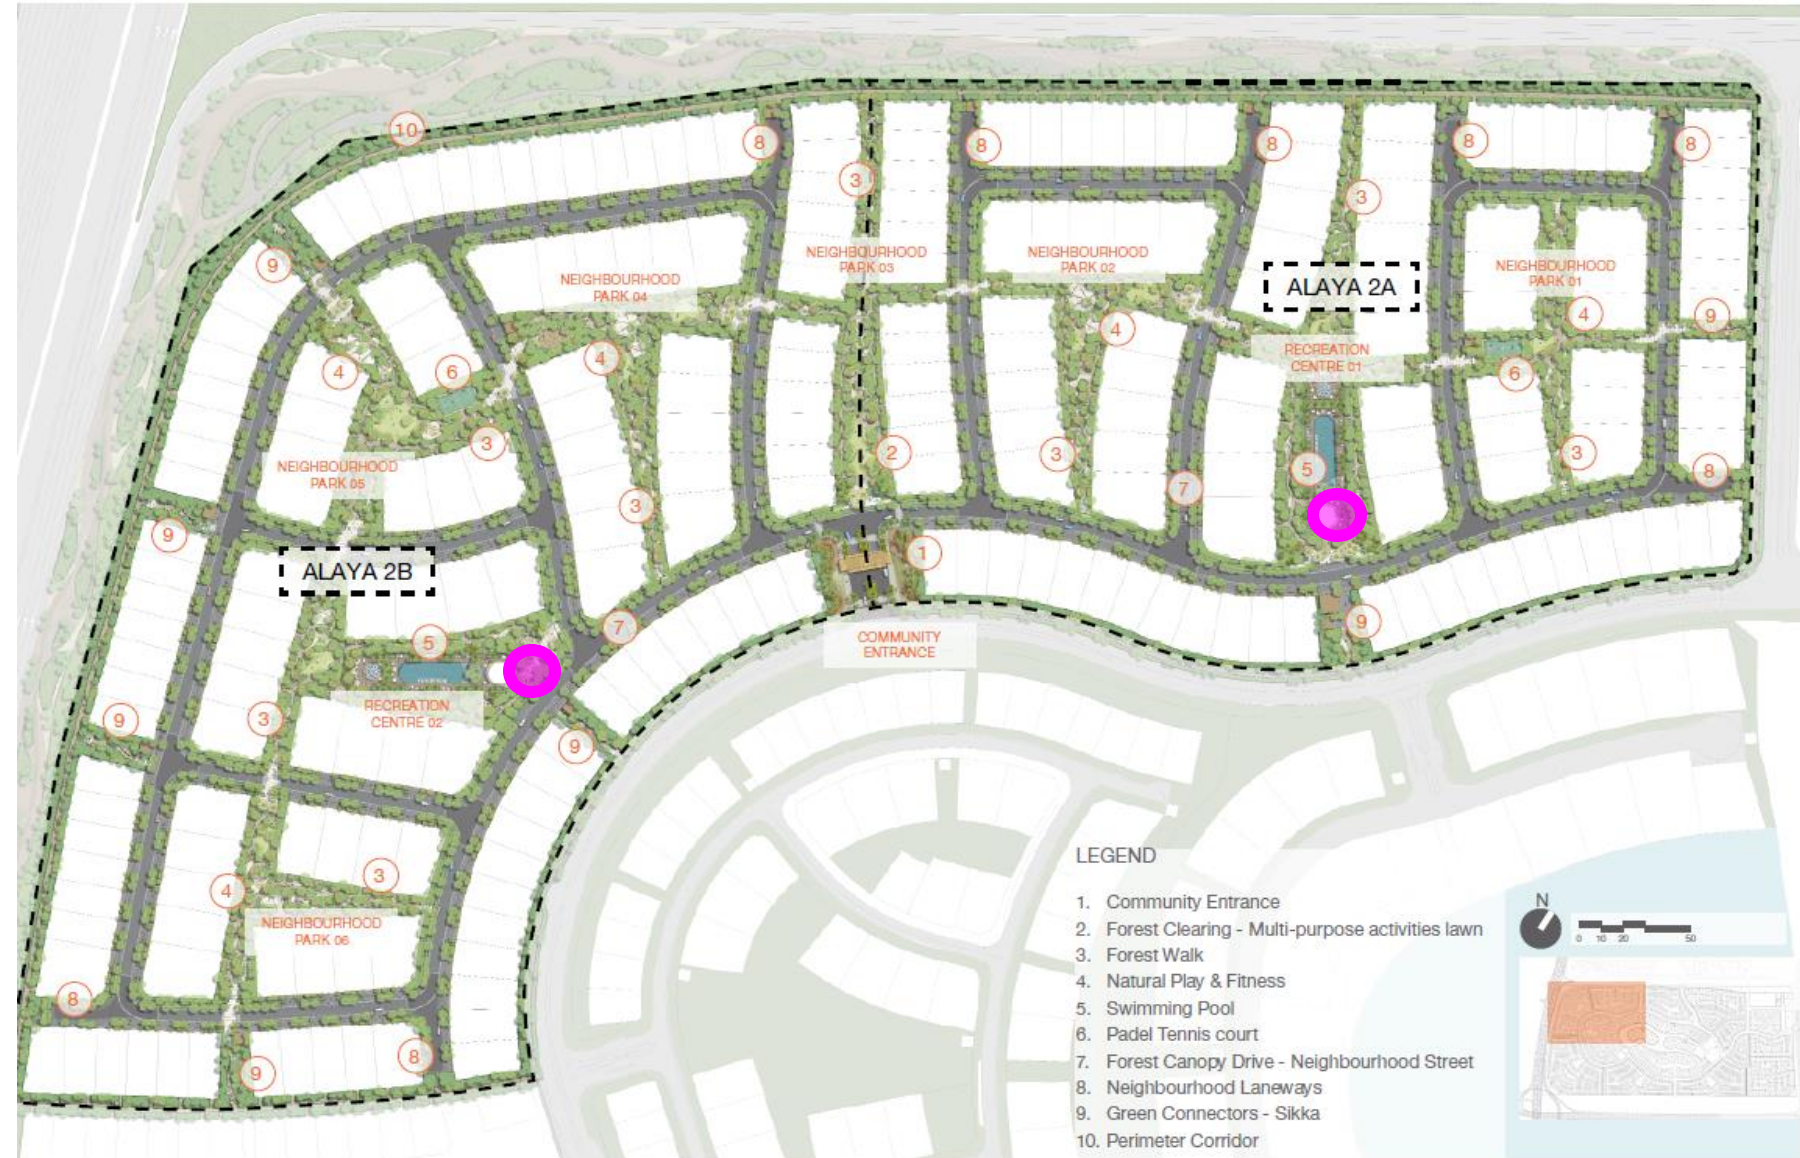 10
8
8
8
8
8
3
3
9
NEIGHBOURHOOD
PARK 04
NEIGHBOURHOOD
PARK 03
NEIGHBOURHOOD
PARK 02
ALAYA 2A
NEIGHBOURHOOD
PARK 01
4
9
4
4
4
6
RECREATION
CENTRE 01
6
3
2
3
3
8
NEIGHBOURHOOD
PARK 05
5
7
3
9
1
ALAYA 2B
7
9
5
COMMUNITY
ENTRANCE
RECREATION
CENTRE 02
9
3
9
4
3
NEIGHBOURHOOD
PARK 06
8
8
9
LEGEND
1. Community Entrance
2. Forest Clearing - Multi-purpose activities lawn
3. Forest Walk
4. Natural Play & Fitness
5. Swimming Pool
6. Padel Tennis court
7. Forest Canopy Drive - Neighbourhood Street
8. Neighbourhood Laneways
9. Green Connectors - Sikka
10. Perimeter Corridor
N
0 10 20 50